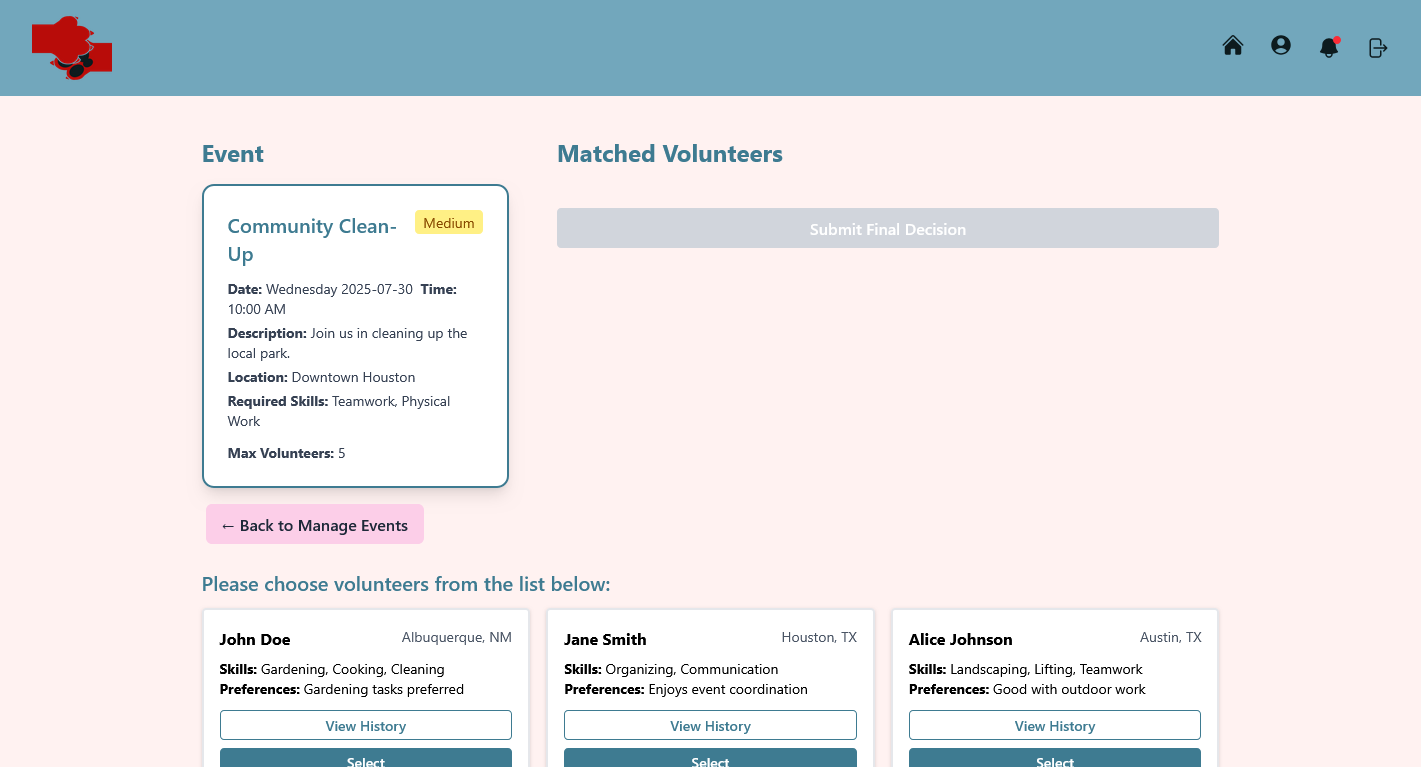 Event
Matched Volunteers
Community Clean-
Up
Medium
Date: Wednesday 2025-07-30 Time:
10:00 AM
Description: Join us in cleaning up the
local park.
Location: Downtown Houston
Required Skills: Teamwork, Physical
Work
Max Volunteers: 5
Submit Final Decision
← Back to Manage Events
Please choose volunteers from the list below:
John Doe
Albuquerque, NM
Skills: Gardening, Cooking, Cleaning
Preferences: Gardening tasks preferred
View History
Select
Jane Smith
Houston, TX
Skills: Organizing, Communication
Preferences: Enjoys event coordination
View History
Select
Alice Johnson
Austin, TX
Skills: Landscaping, Lifting, Teamwork
Preferences: Good with outdoor work
View History
Select